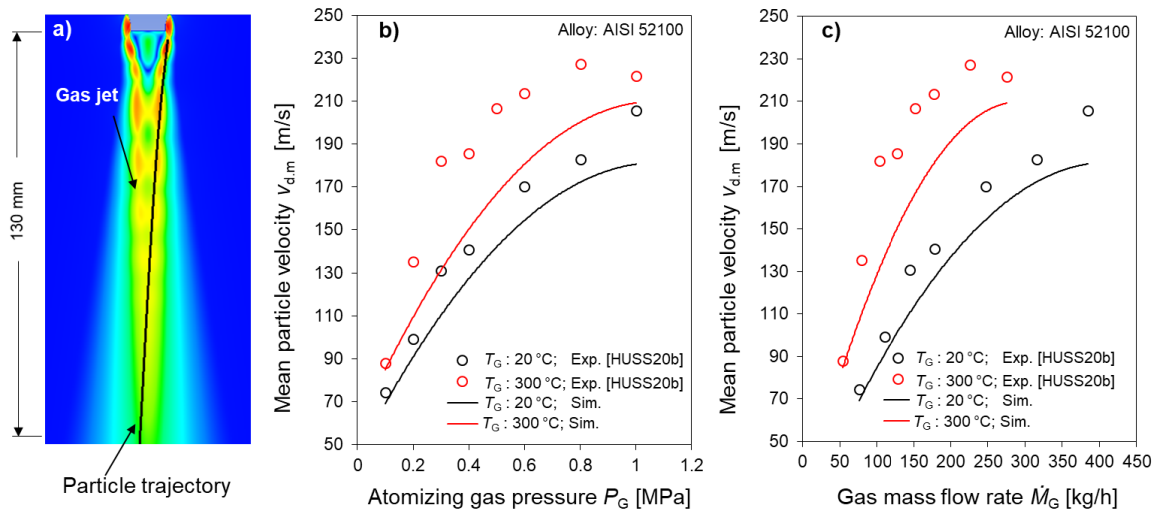 a)
Gas jet
130 mm
Particle trajectory
b)
Alloy: AISI 52100
Mean particle velocity v_d.m [m/s]
250
230
210
190
170
150
130
110
90
70
50
T_G : 20 °C; Exp. [HUSS20b]
T_G : 300 °C; Exp. [HUSS20b]
T_G : 20 °C; Sim.
T_G : 300 °C; Sim.
0 0.2 0.4 0.6 0.8 1 1.2
Atomizing gas pressure P_G [MPa]
c)
Alloy: AISI 52100
Mean particle velocity v_d.m [m/s]
250
230
210
190
170
150
130
110
90
70
50
T_G : 20 °C; Exp. [HUSS20b]
T_G : 300 °C; Exp. [HUSS20b]
T_G : 20 °C; Sim.
T_G : 300 °C; Sim.
0 50 100 150 200 250 300 350 400 450
Gas mass flow rate Ṁ_G [kg/h]